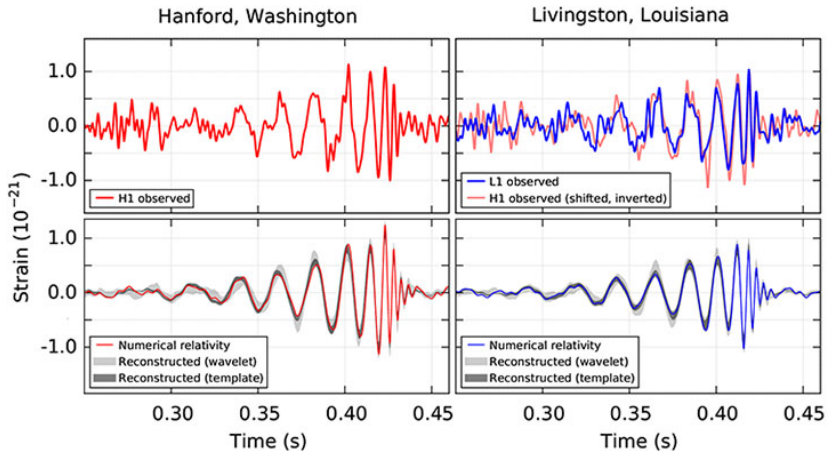 Hanford, Washington
Livingston, Louisiana
Strain (10⁻²¹)
1.0
0.0
-1.0
H1 observed
L1 observed
H1 observed (shifted, inverted)
1.0
0.0
-1.0
Numerical relativity
Reconstructed (wavelet)
Reconstructed (template)
Numerical relativity
Reconstructed (wavelet)
Reconstructed (template)
0.30 0.35 0.40 0.45
0.30 0.35 0.40 0.45
Time (s)
Time (s)